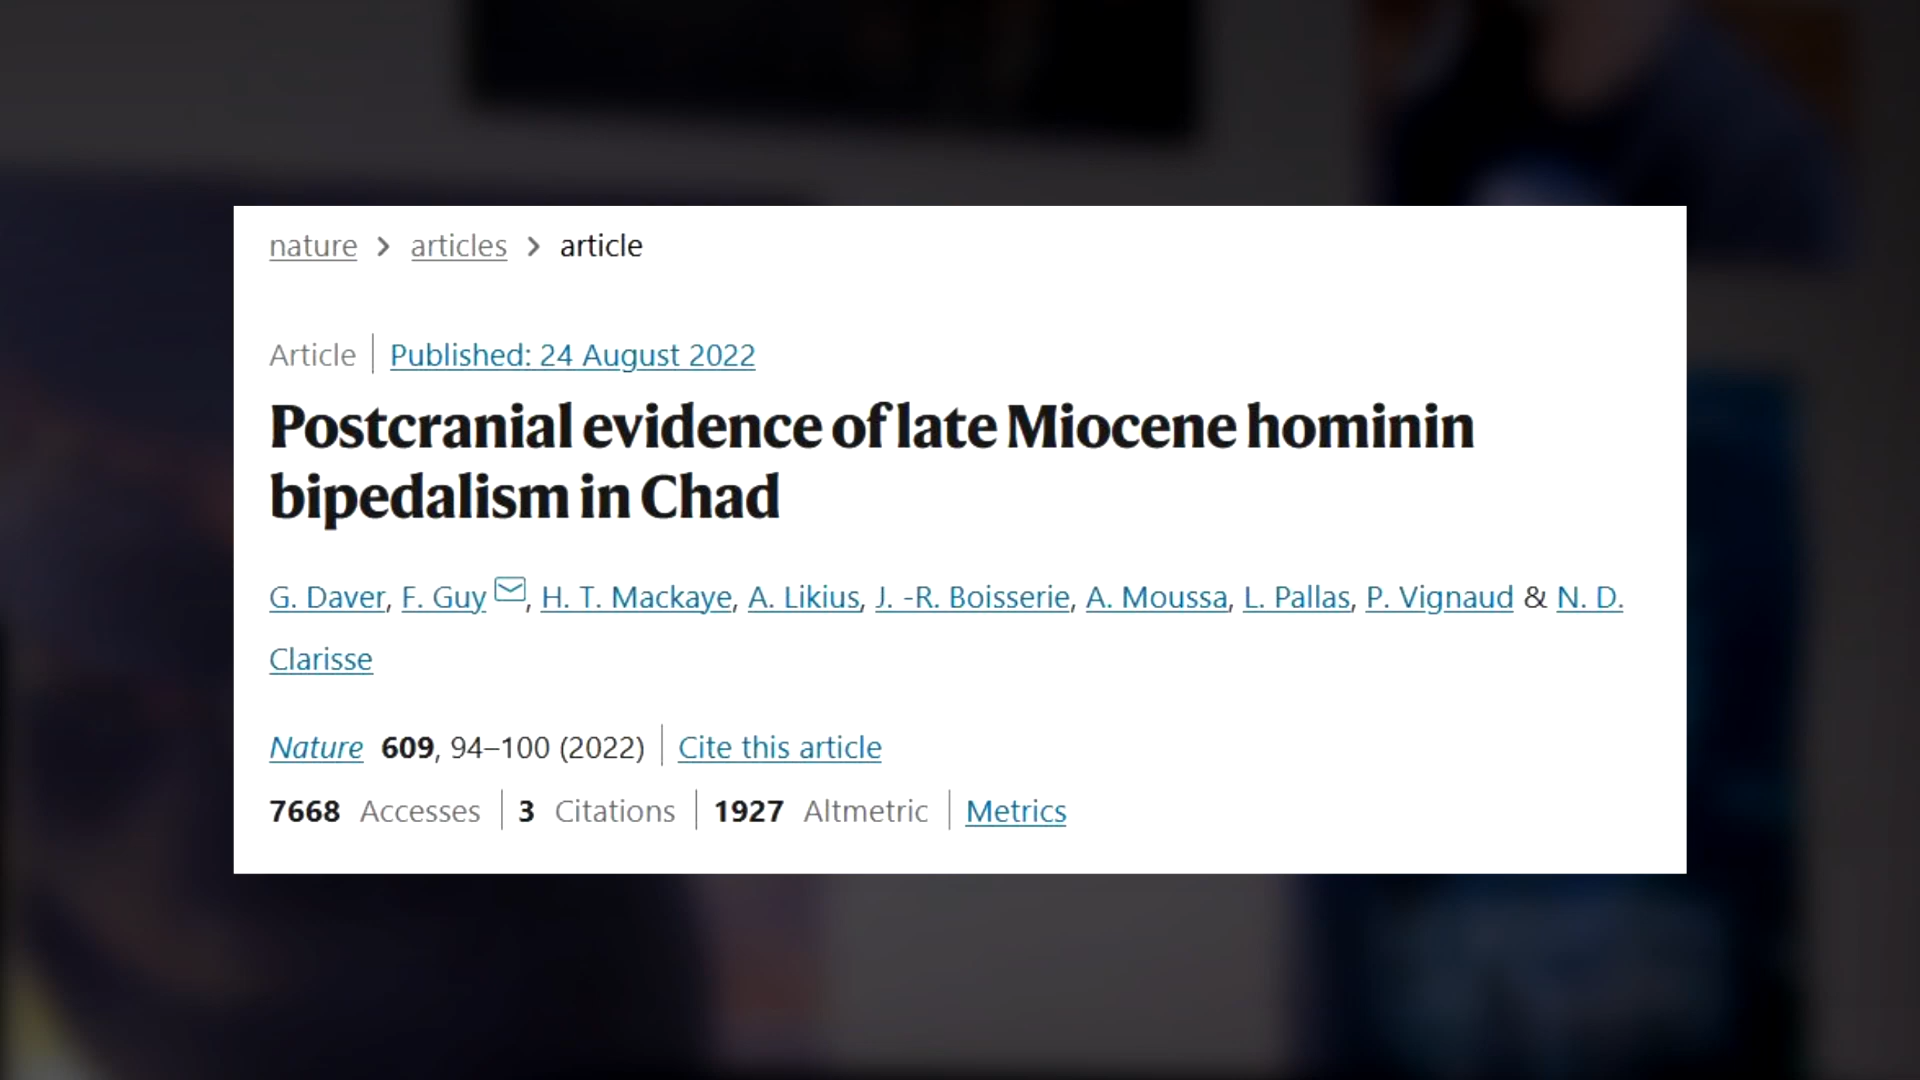 nature > articles > article
Article | Published: 24 August 2022
Postcranial evidence of late Miocene hominin
bipedalism in Chad
G. Daver, F. Guy, H. T. Mackaye, A. Likius, J. -R. Boisserie, A. Moussa, L. Pallas, P. Vignaud & N. D.
Clarisse
Nature 609, 94–100 (2022) | Cite this article
7668 Accesses | 3 Citations | 1927 Altmetric | Metrics